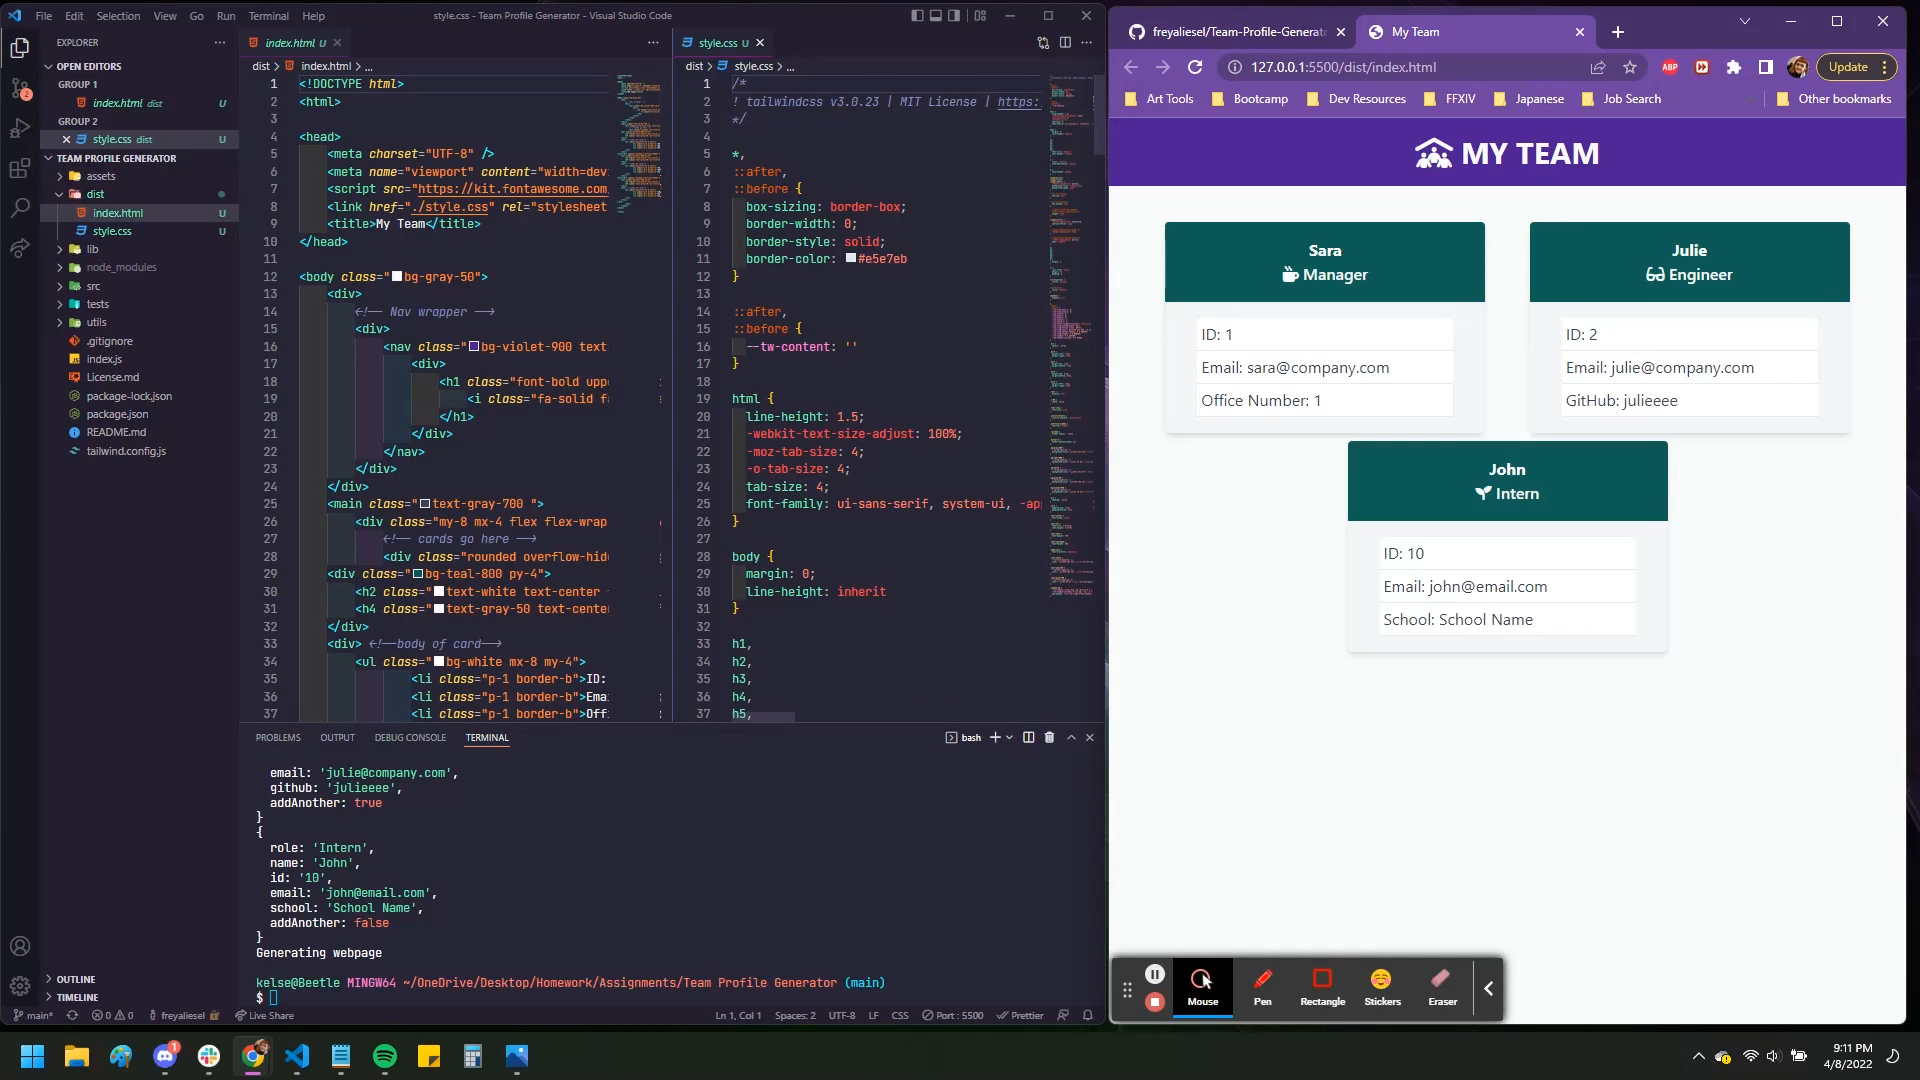 File Edit Selection View Go Run Terminal Help
style.css - Team Profile Generator - Visual Studio Code
EXPLORER
OPEN EDITORS
GROUP 1
index.html dist U
GROUP 2
style.css dist U
TEAM PROFILE GENERATOR
assets
dist
index.html U
style.css U
lib
node_modules
src
tests
utils
.gitignore
index.js
License.md
package-lock.json
package.json
README.md
tailwind.config.js
OUTLINE
TIMELINE
index.html U
dist > index.html > ...
1 <!DOCTYPE html>
2 <html>
3
4 <head>
5 <meta charset="UTF-8" />
6 <meta name="viewport" content="width=dev
7 <script src="https://kit.fontawesome.com
8 <link href="./style.css" rel="stylesheet
9 <title>My Team</title>
10 </head>
11
12 <body class="bg-gray-50">
13 <div>
14 <!-- Nav wrapper -->
15 <div>
16 <nav class="bg-violet-900 text-
17 <div>
18 <h1 class="font-bold uppe
19 <i class="fa-solid fa
20 </h1>
21 </div>
22 </nav>
23 </div>
24 </div>
25 <main class="text-gray-700 ">
26 <div class="my-8 mx-4 flex flex-wrap
27 <!-- cards go here -->
28 <div class="rounded overflow-hid
29 <div class="bg-teal-800 py-4">
30 <h2 class="text-white text-center
31 <h4 class="text-gray-50 text-center
32 </div>
33 <div> <!--body of card-->
34 <ul class="bg-white mx-8 my-4">
35 <li class="p-1 border-b">ID:
36 <li class="p-1 border-b">Ema
37 <li class="p-1 border-b">Off
style.css U
dist > style.css > ...
1 /*
2 ! tailwindcss v3.0.23 | MIT License | https:
3 */
4
5 *,
6 ::after,
7 ::before {
8 box-sizing: border-box;
9 border-width: 0;
10 border-style: solid;
11 border-color: #e5e7eb
12 }
13
14 ::after,
15 ::before {
16 --tw-content: ''
17 }
18
19 html {
20 line-height: 1.5;
21 -webkit-text-size-adjust: 100%;
22 -moz-tab-size: 4;
23 -o-tab-size: 4;
24 tab-size: 4;
25 font-family: ui-sans-serif, system-ui, -ap
26 }
27
28 body {
29 margin: 0;
30 line-height: inherit
31 }
32
33 h1,
34 h2,
35 h3,
36 h4,
37 h5,
PROBLEMS OUTPUT DEBUG CONSOLE TERMINAL
bash
email: 'julie@company.com',
github: 'julieeee',
addAnother: true
}
{
role: 'Intern',
name: 'John',
id: '10',
email: 'john@email.com',
school: 'School Name',
addAnother: false
}
Generating webpage
kelse@Beetle MINGW64 ~/OneDrive/Desktop/Homework/Assignments/Team Profile Generator (main)
$
main* 0 0 freyaliesel Live Share
Ln 1, Col 1 Spaces: 2 UTF-8 LF CSS Port : 5500 Prettier
freyaliesel/Team-Profile-Generato
My Team
127.0.0.1:5500/dist/index.html
ABP
Update
Art Tools Bootcamp Dev Resources FFXIV Japanese Job Search Other bookmarks
MY TEAM
Sara
Manager
ID: 1
Email: sara@company.com
Office Number: 1
Julie
Engineer
ID: 2
Email: julie@company.com
GitHub: julieeee
John
Intern
ID: 10
Email: john@email.com
School: School Name
Mouse Pen Rectangle Stickers Eraser
9:11 PM
4/8/2022